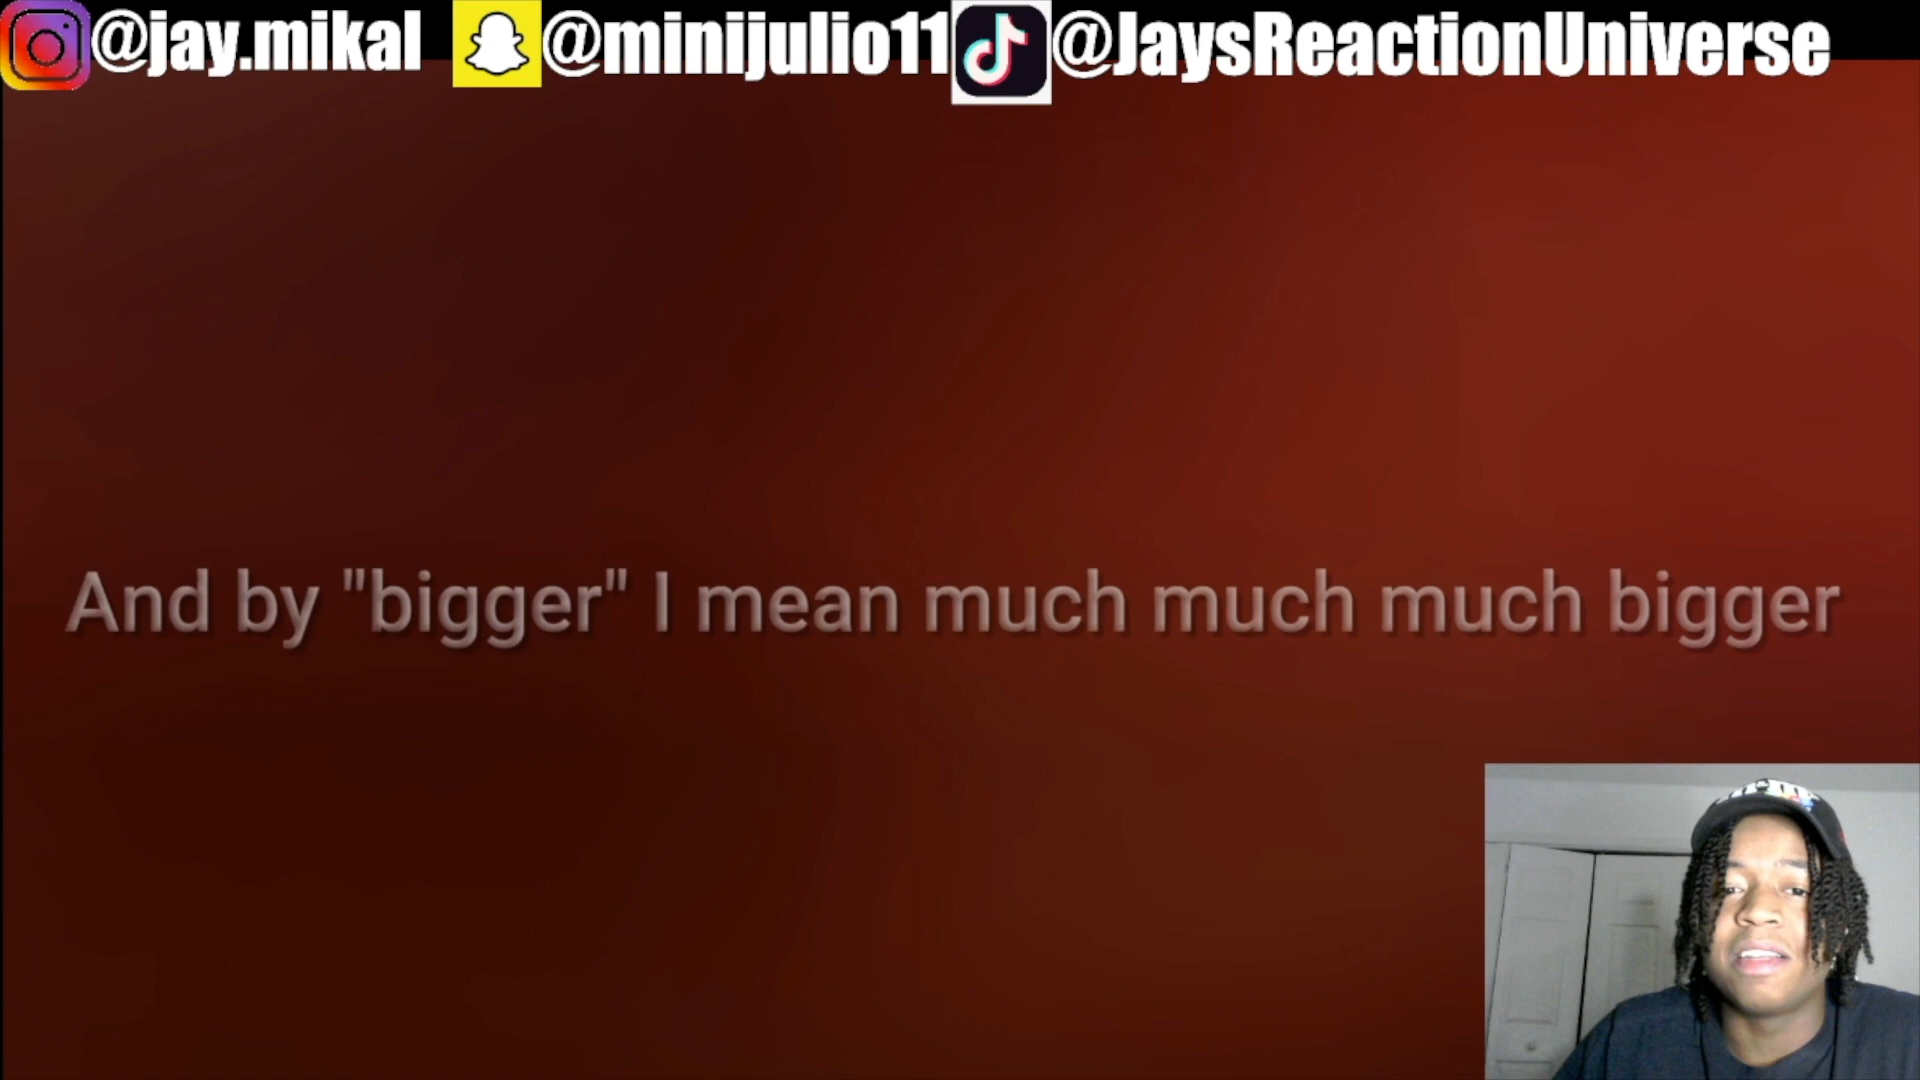 @jay.mikal @minijulio11 @JaysReactionUniverse
And by "bigger" I mean much much much bigger